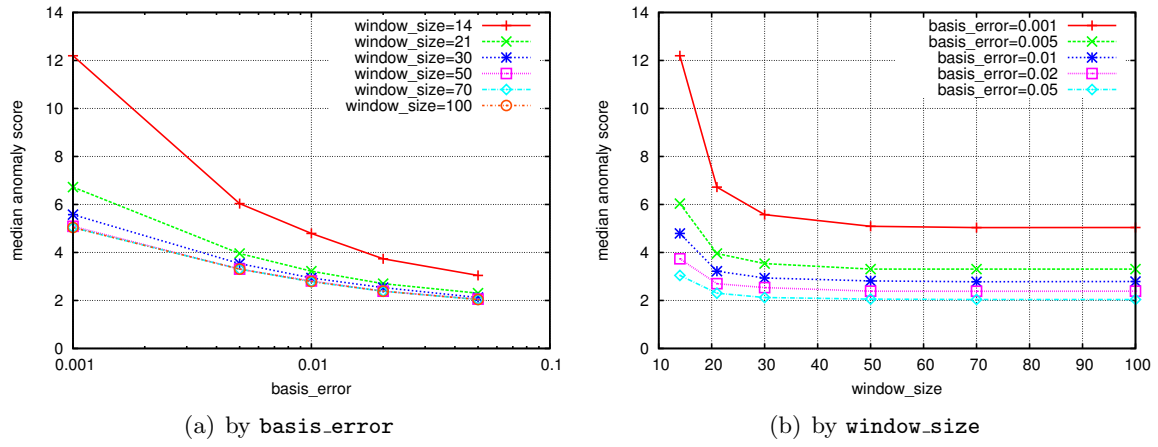 14
12
10
8
6
4
2
0
median anomaly score
0.001
0.01
0.1
basis_error
window_size=14
window_size=21
window_size=30
window_size=50
window_size=70
window_size=100
(a) by basis_error
14
12
10
8
6
4
2
0
median anomaly score
10 20 30 40 50 60 70 80 90 100
window_size
basis_error=0.001
basis_error=0.005
basis_error=0.01
basis_error=0.02
basis_error=0.05
(b) by window_size